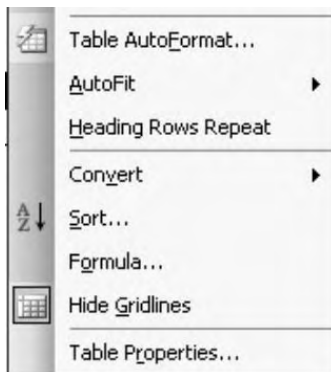 Table AutoFormat...
AutoFit
Heading Rows Repeat
Convert
A
Z
Sort...
Formula...
Hide Gridlines
Table Properties...